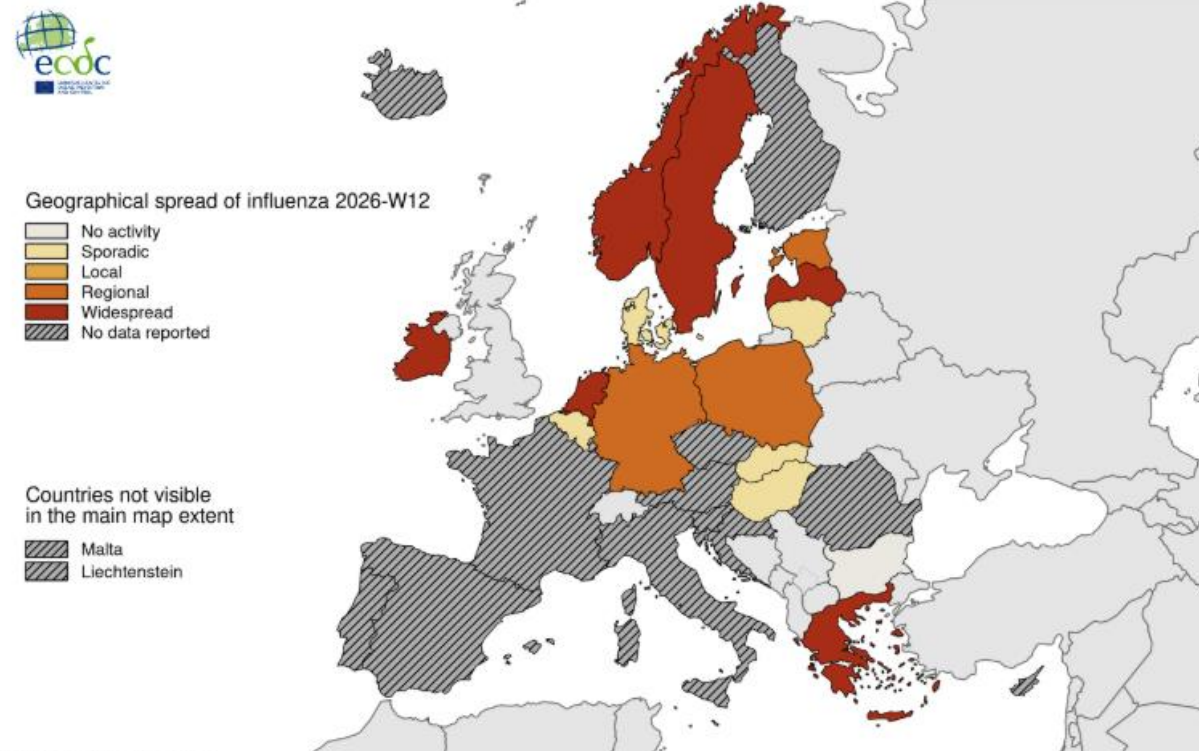 ecdc
Geographical spread of influenza 2026-W12
No activity
Sporadic
Local
Regional
Widespread
No data reported
Countries not visible
in the main map extent
Malta
Liechtenstein